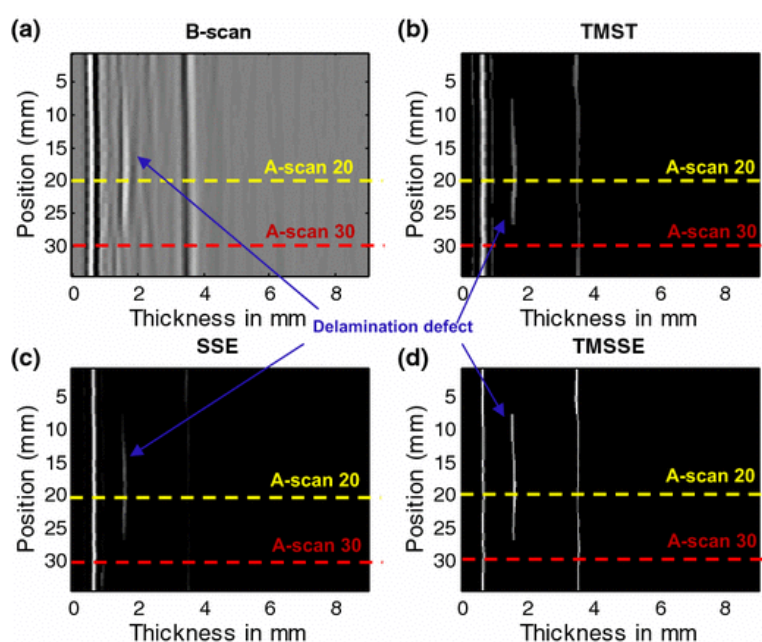 (a) B-scan
(b) TMST
Position (mm)
5
10
15
20
25
30
A-scan 20
A-scan 30
0 2 4 6 8
Thickness in mm
Position (mm)
5
10
15
20
25
30
A-scan 20
A-scan 30
0 2 4 6 8
Thickness in mm
Delamination defect
(c) SSE
(d) TMSSE
Position (mm)
5
10
15
20
25
30
A-scan 20
A-scan 30
0 2 4 6 8
Thickness in mm
Position (mm)
5
10
15
20
25
30
A-scan 20
A-scan 30
0 2 4 6 8
Thickness in mm